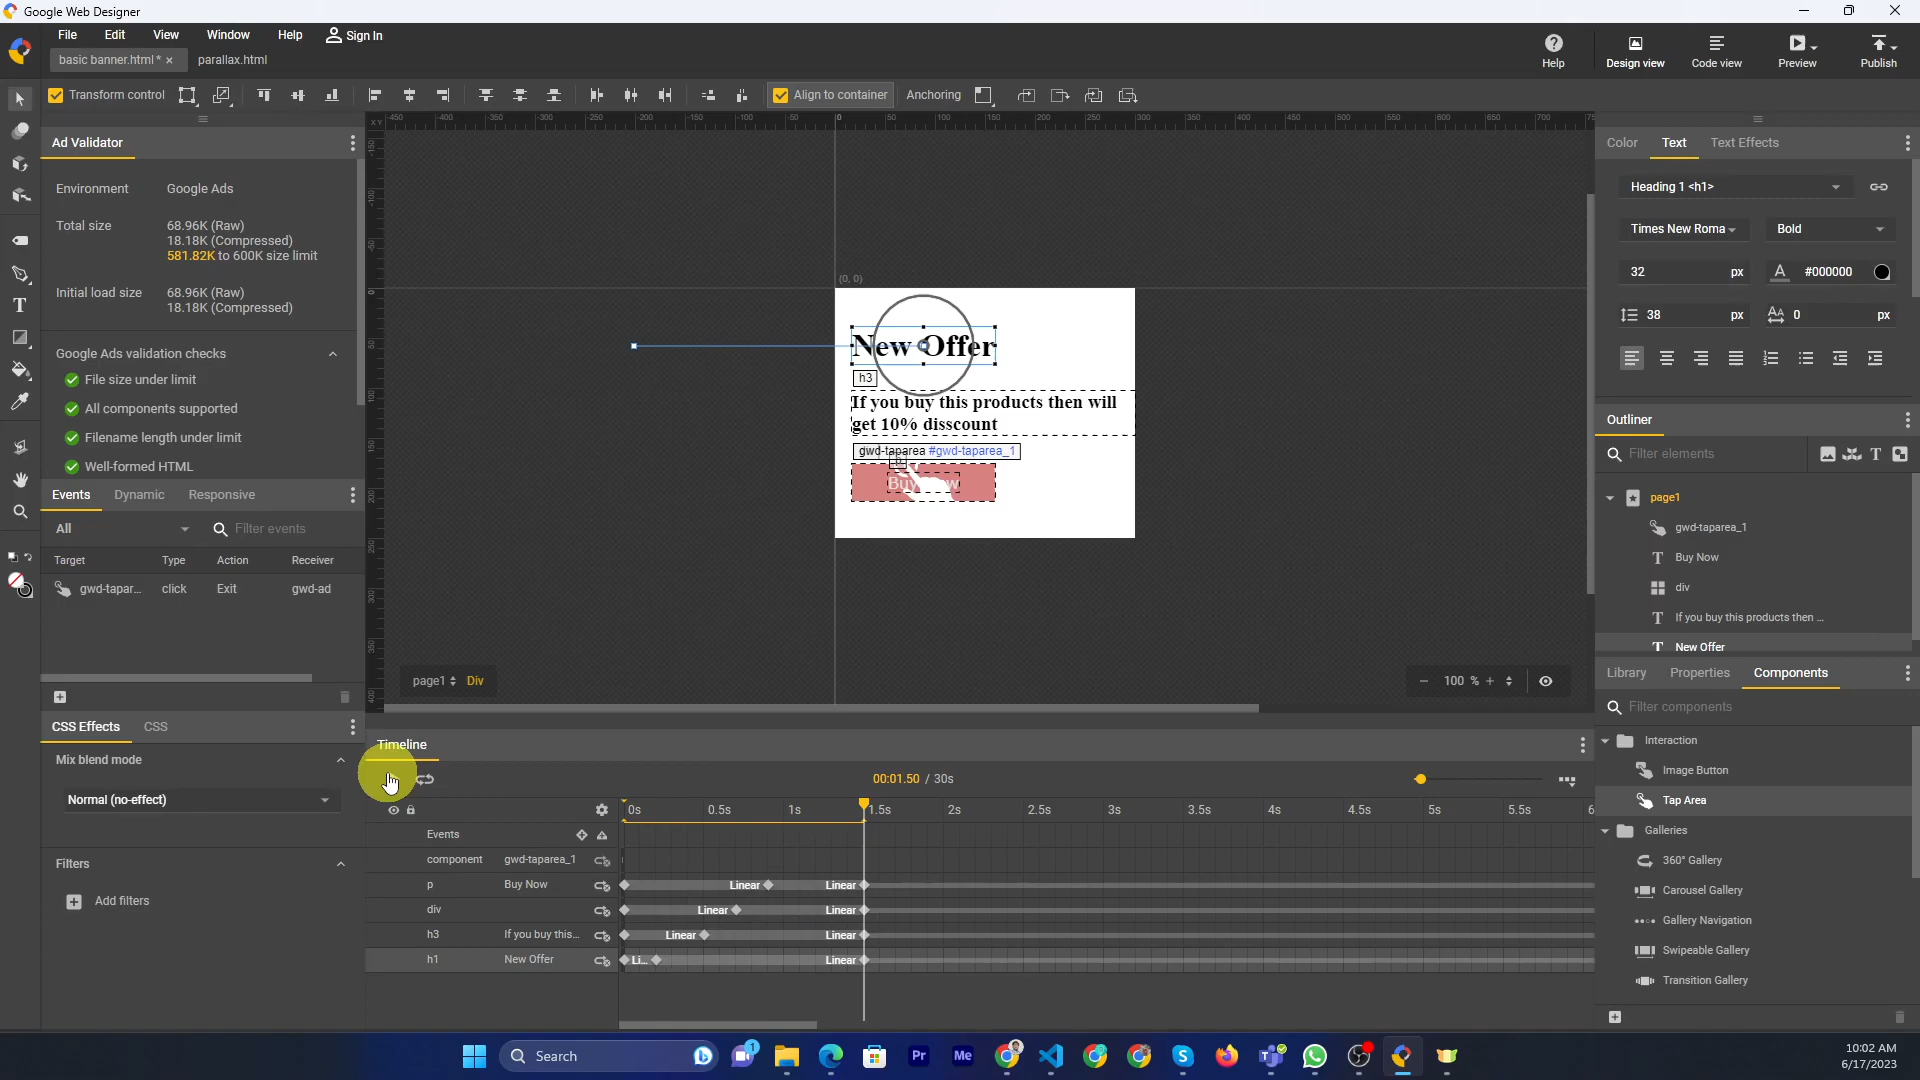 Google Web Designer
File Edit View Window Help Sign In
basic banner.html* × parallax.html
Help Design view Code view Preview Publish
Transform control Align to container Anchoring
Ad Validator
Environment Google Ads
Total size 68.96K (Raw)
18.18K (Compressed)
581.82K to 600K size limit
Initial load size 68.96K (Raw)
18.18K (Compressed)
Google Ads validation checks
File size under limit
All components supported
Filename length under limit
Well-formed HTML
Events Dynamic Responsive
All Filter events
Target Type Action Receiver
gwd-tapar... click Exit gwd-ad
CSS Effects CSS
Mix blend mode
Normal (no-effect)
Filters
Add filters
(0, 0)
New Offer
h3
If you buy this products then will
get 10% disscount
gwd-taparea #gwd-taparea_1
page1 Div
100 %
Timeline
00:01.50 / 30s
0s 0.5s 1s 1.5s 2s 2.5s 3s 3.5s 4s 4.5s 5s 5.5s 6
Events
component gwd-taparea_1
p Buy Now Linear Linear
div Linear Linear
h3 If you buy this... Linear Linear
h1 New Offer Li... Linear
Color Text Text Effects
Heading 1 <h1>
Times New Roma Bold
32 px #000000
38 px 0 px
Outliner
Filter elements
page1
gwd-taparea_1
Buy Now
div
If you buy this products then ...
New Offer
Library Properties Components
Filter components
Interaction
Image Button
Tap Area
Galleries
360° Gallery
Carousel Gallery
Gallery Navigation
Swipeable Gallery
Transition Gallery
Search
1
Pr Me
10:02 AM
6/17/2023